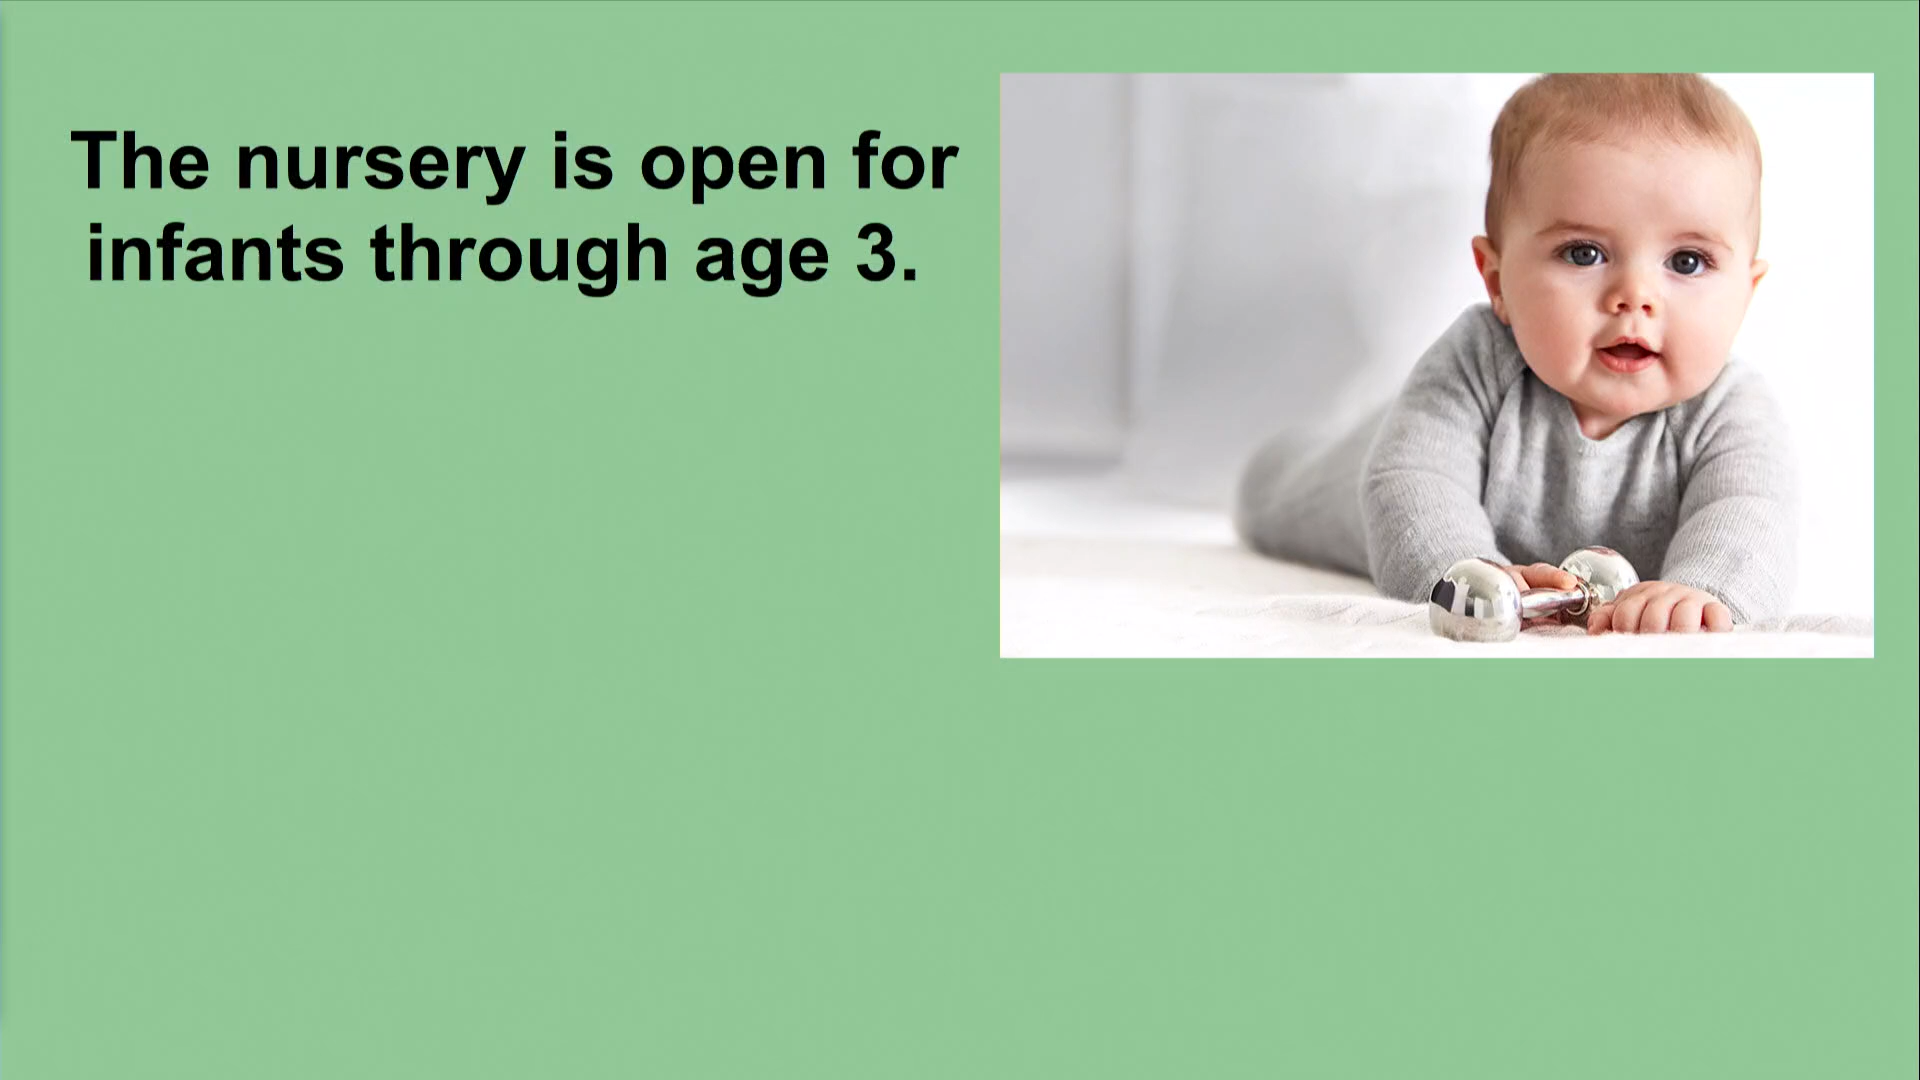 The nursery is open for
infants through age 3.